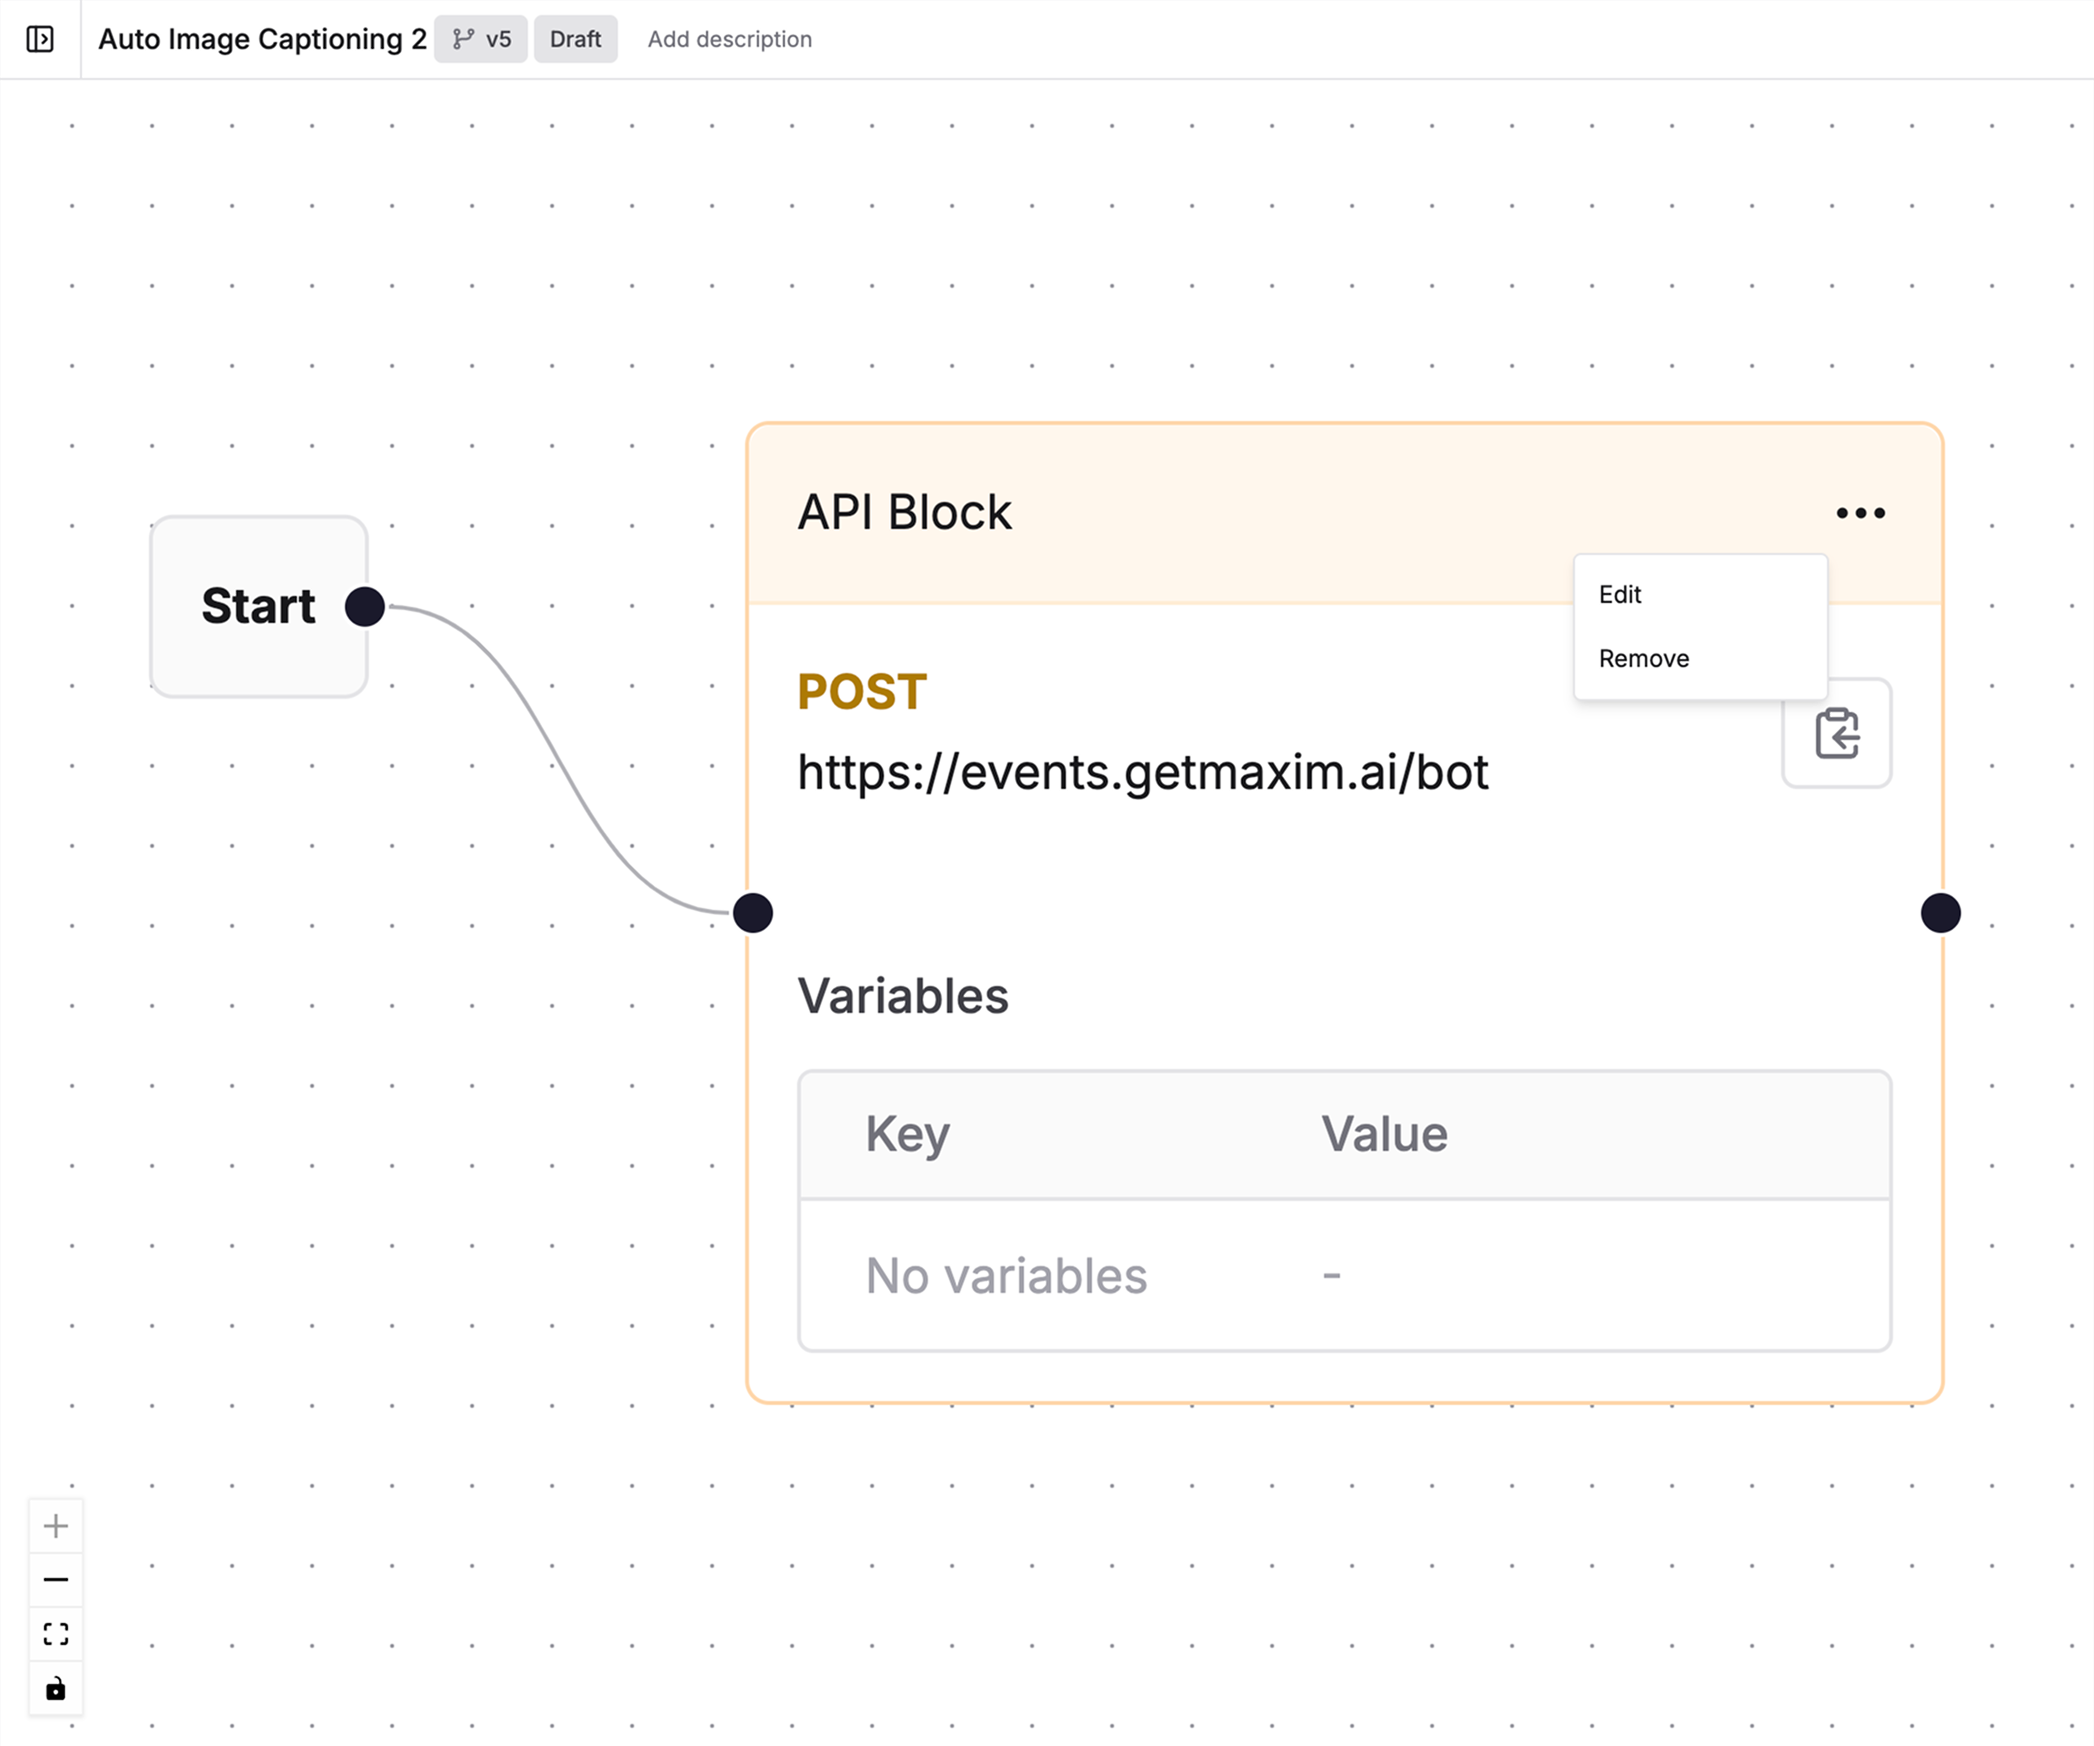 Auto Image Captioning 2 v5 Draft Add description
API Block
Edit
Start
Remove
POST
https://events.getmaxim.ai/bot
Variables
Key Value
No variables -